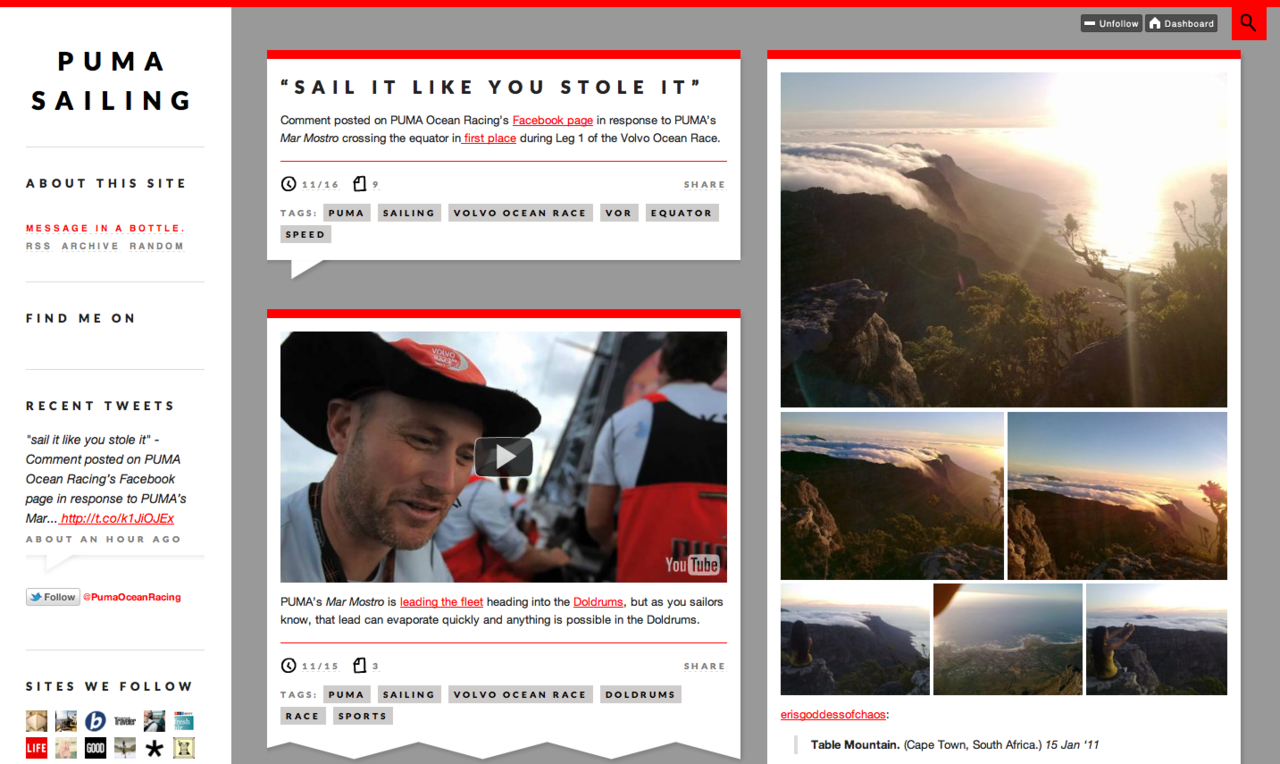 PUMA
SAILING
ABOUT THIS SITE
MESSAGE IN A BOTTLE.
RSS ARCHIVE RANDOM
FIND ME ON
RECENT TWEETS
"sail it like you stole it" -
Comment posted on PUMA
Ocean Racing's Facebook
page in response to PUMA's
Mar... http://t.co/k1JiOJEx
ABOUT AN HOUR AGO
Follow @PumaOceanRacing
SITES WE FOLLOW
b Traveler fresh
LIFE GOOD
Unfollow Dashboard
“SAIL IT LIKE YOU STOLE IT”
Comment posted on PUMA Ocean Racing's Facebook page in response to PUMA's
Mar Mostro crossing the equator in first place during Leg 1 of the Volvo Ocean Race.
11/16 9 SHARE
TAGS: PUMA SAILING VOLVO OCEAN RACE VOR EQUATOR
SPEED
VOLVO
YouTube
PUMA's Mar Mostro is leading the fleet heading into the Doldrums, but as you sailors
know, that lead can evaporate quickly and anything is possible in the Doldrums.
11/15 3 SHARE
TAGS: PUMA SAILING VOLVO OCEAN RACE DOLDRUMS
RACE SPORTS
erisgoddessofchaos:
Table Mountain. (Cape Town, South Africa.) 15 Jan '11